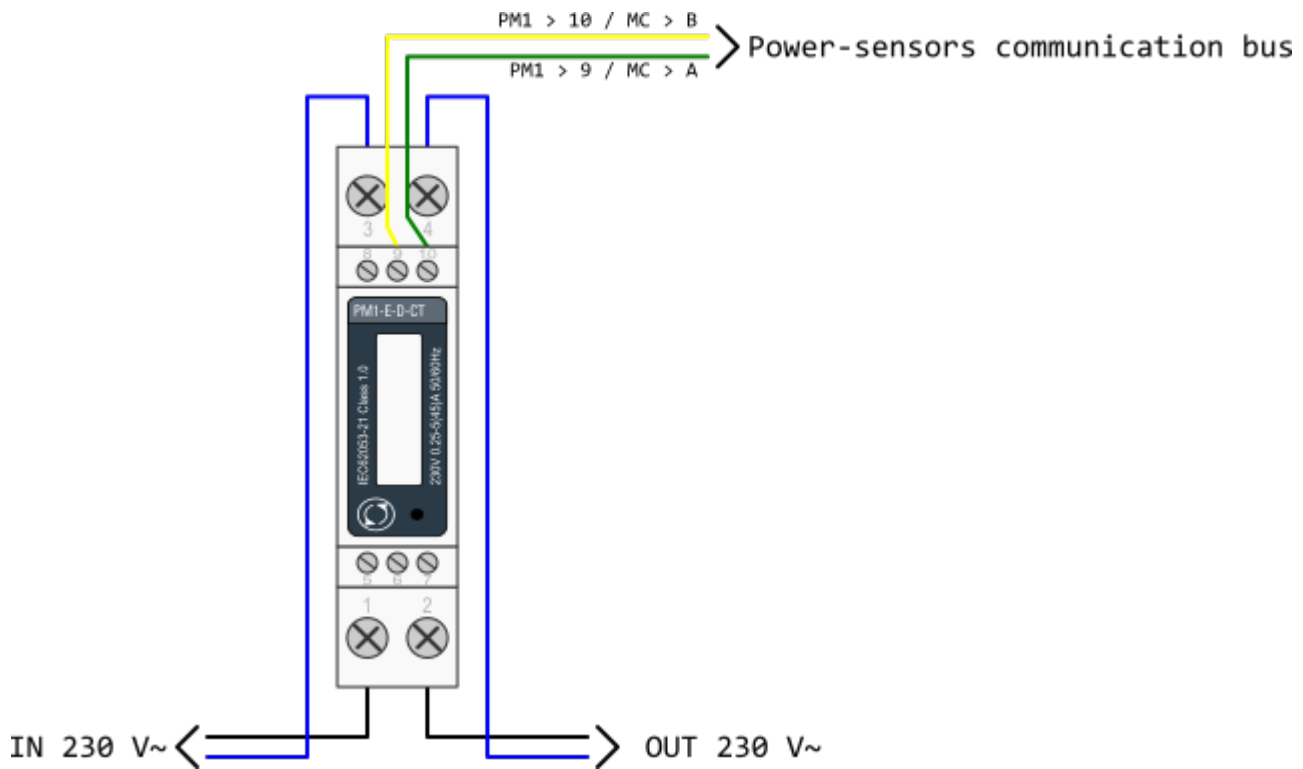 PM1 > 10 / MC > B
Power-sensors communication bus
PM1 > 9 / MC > A
3 4
8 9 10
PM1-E-D-CT
IEC62053-21 Class 1.0
230V 0.25-5(45)A 50/60Hz
5 6 7
1 2
IN 230 V~
OUT 230 V~